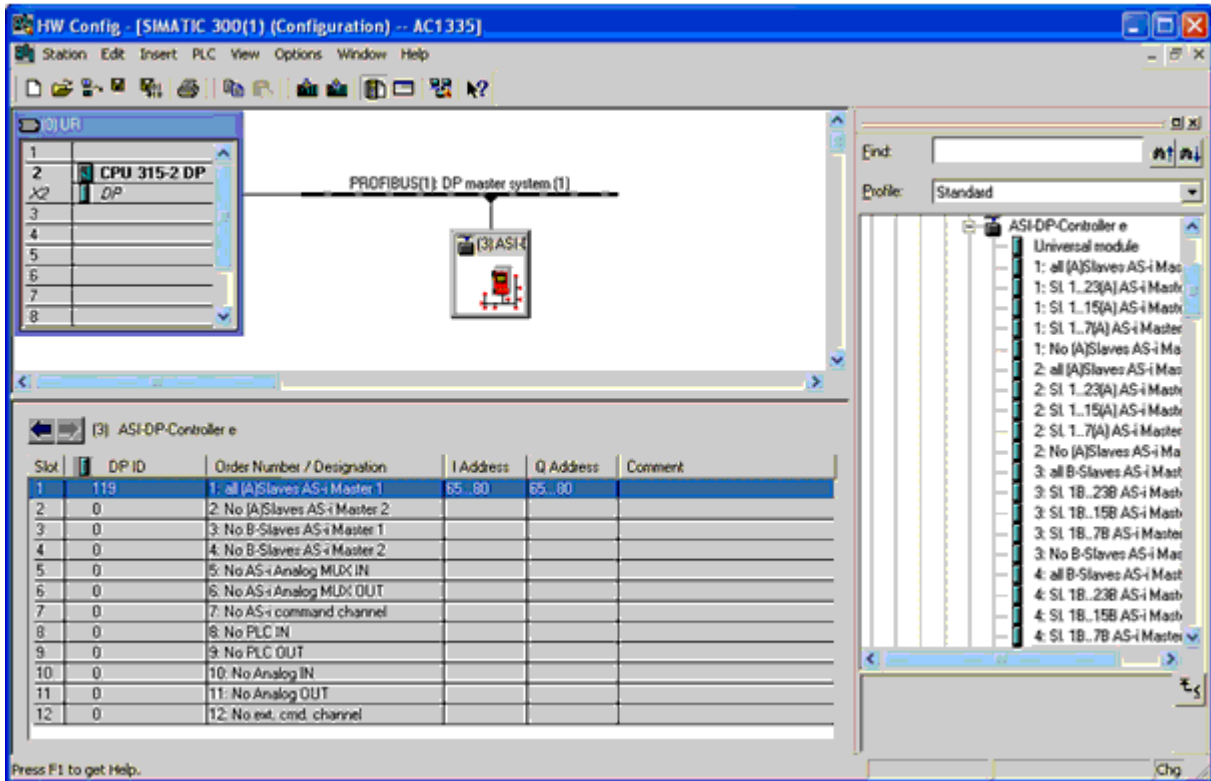 HW Config - [SIMATIC 300(1) (Configuration) -- AC1335]
Station Edit Insert PLC View Options Window Help
(0) UR
1
2 CPU 315-2 DP
X2 DP
3
4
5
6
7
8
PROFIBUS(1): DP master system (1)
(3) ASI-D
Find:
Profile: Standard
ASI-DP-Controller e
Universal module
1: all (A)Slaves AS-i Mas
1: Sl. 1..23(A) AS-i Maste
1: Sl. 1..15(A) AS-i Maste
1: Sl. 1..7(A) AS-i Master
1: No (A)Slaves AS-i Ma
2: all (A)Slaves AS-i Mas
2: Sl. 1..23(A) AS-i Maste
2: Sl. 1..15(A) AS-i Maste
2: Sl. 1..7(A) AS-i Master
2: No (A)Slaves AS-i Ma
3: all B-Slaves AS-i Mast
3: Sl. 1B..23B AS-i Maste
3: Sl. 1B..15B AS-i Maste
3: Sl. 1B..7B AS-i Master
3: No B-Slaves AS-i Mas
4: all B-Slaves AS-i Mast
4: Sl. 1B..23B AS-i Maste
4: Sl. 1B..15B AS-i Maste
4: Sl. 1B..7B AS-i Master
(3) ASI-DP-Controller e
Slot DP ID Order Number / Designation I Address Q Address Comment
1 119 1: all (A)Slaves AS-i Master 1 65...80 65...80
2 0 2: No (A)Slaves AS-i Master 2
3 0 3: No B-Slaves AS-i Master 1
4 0 4: No B-Slaves AS-i Master 2
5 0 5: No AS-i Analog MUX IN
6 0 6: No AS-i Analog MUX OUT
7 0 7: No AS-i command channel
8 0 8: No PLC IN
9 0 9: No PLC OUT
10 0 10: No Analog IN
11 0 11: No Analog OUT
12 0 12: No ext. cmd. channel
Press F1 to get Help.
Chg